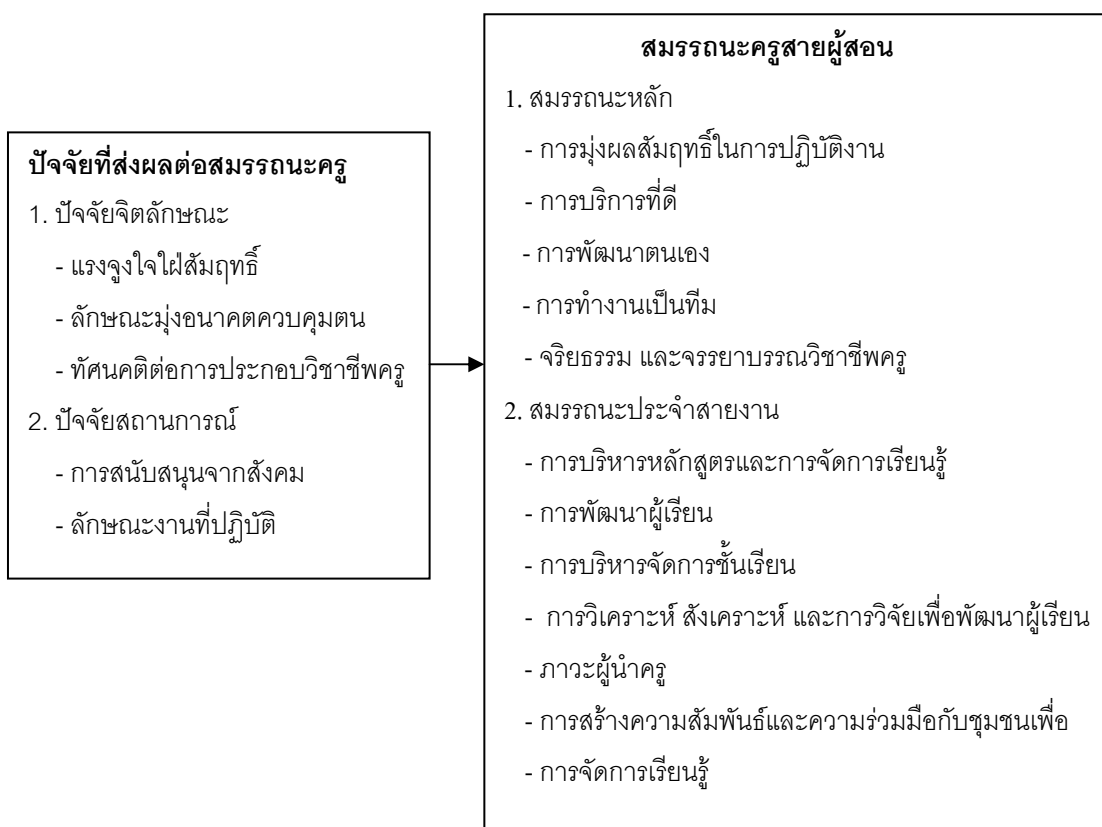 ปัจจัยที่ส่งผลต่อสมรรถนะครู
1. ปัจจัยจิตลักษณะ
- แรงจูงใจใฝ่สัมฤทธิ์
- ลักษณะมุ่งอนาคตควบคุมตน
- ทัศนคติต่อการประกอบวิชาชีพครู
2. ปัจจัยสถานการณ์
- การสนับสนุนจากสังคม
- ลักษณะงานที่ปฏิบัติ
สมรรถนะครูสายผู้สอน
1. สมรรถนะหลัก
- การมุ่งผลสัมฤทธิ์ในการปฏิบัติงาน
- การบริการที่ดี
- การพัฒนาตนเอง
- การทำงานเป็นทีม
- จริยธรรม และจรรยาบรรณวิชาชีพครู
2. สมรรถนะประจำสายงาน
- การบริหารหลักสูตรและการจัดการเรียนรู้
- การพัฒนาผู้เรียน
- การบริหารจัดการชั้นเรียน
- การวิเคราะห์ สังเคราะห์ และการวิจัยเพื่อพัฒนาผู้เรียน
- ภาวะผู้นำครู
- การสร้างความสัมพันธ์และความร่วมมือกับชุมชนเพื่อ
- การจัดการเรียนรู้